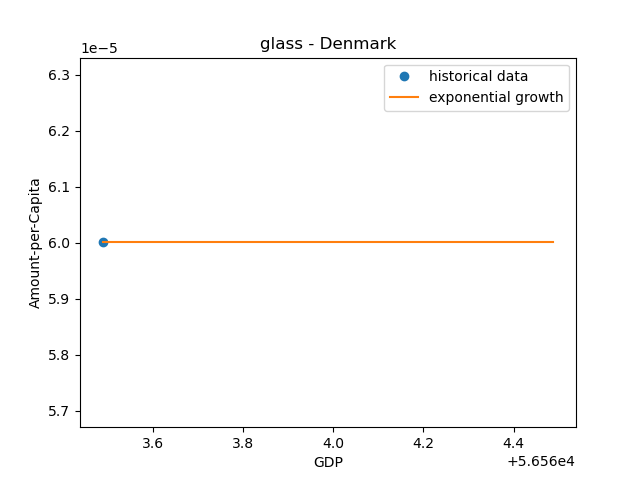 glass - Denmark
1e−5
6.3
6.2
6.1
6.0
5.9
5.8
5.7
Amount-per-Capita
historical data
exponential growth
3.6 3.8 4.0 4.2 4.4
+5.656e4
GDP